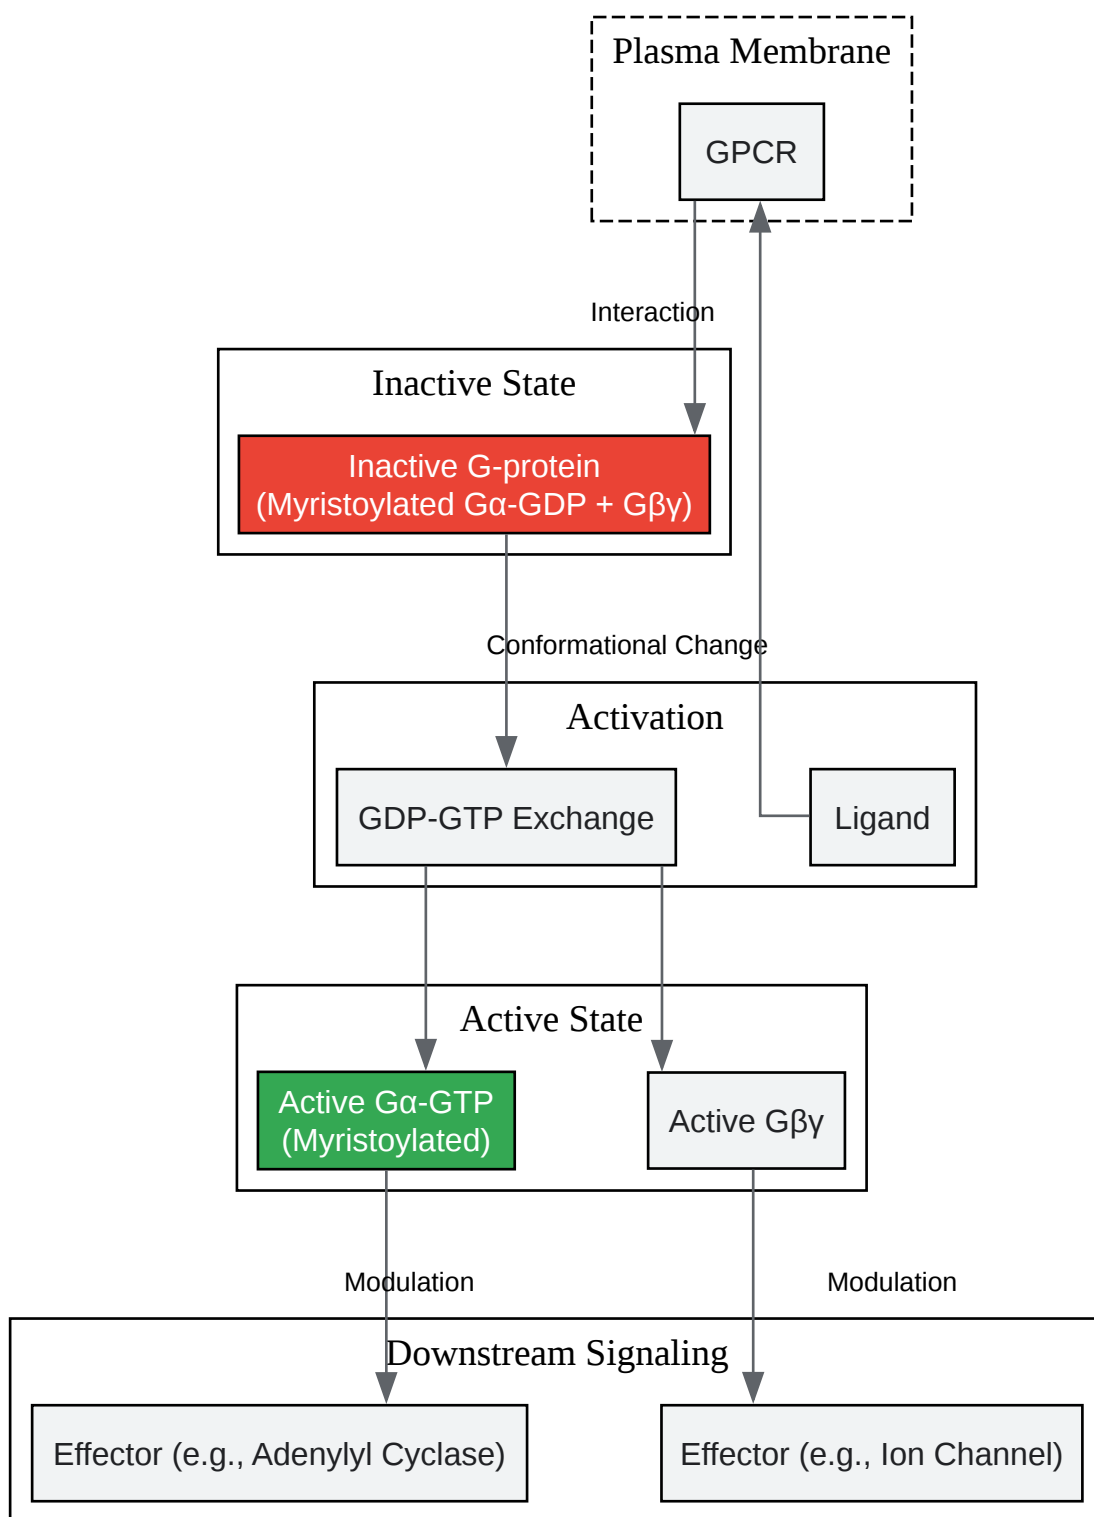 Plasma Membrane
GPCR
Interaction
Inactive State
Inactive G-protein
(Myristoylated Gα-GDP + Gβγ)
Conformational Change
Activation
GDP-GTP Exchange
Ligand
Active State
Active Gα-GTP
(Myristoylated)
Active Gβγ
Modulation
Modulation
Downstream Signaling
Effector (e.g., Adenylyl Cyclase)
Effector (e.g., Ion Channel)